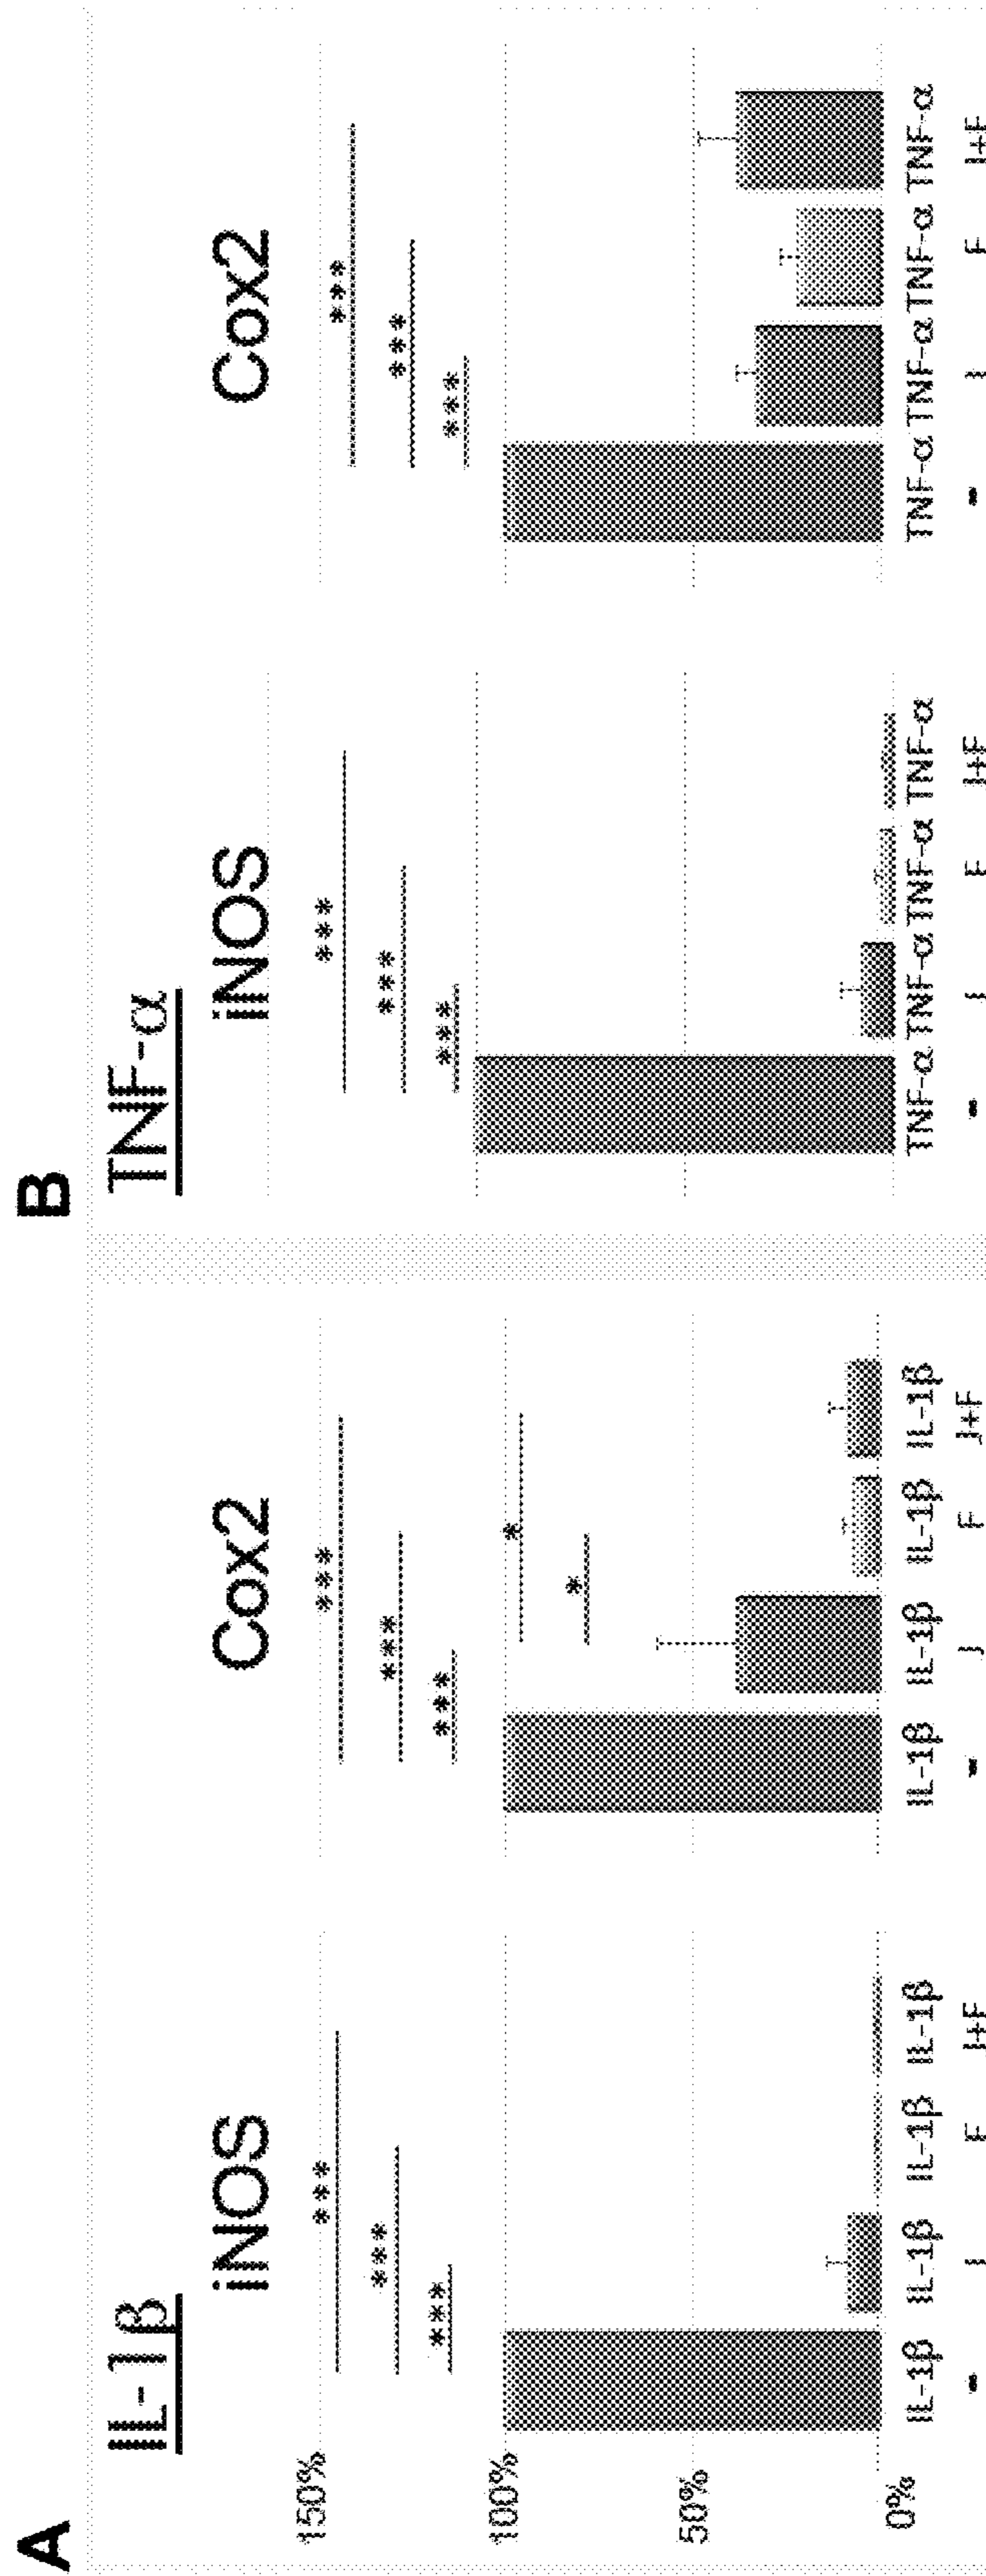 A
IL-1β
iNOS
Cox2
150%
100%
50%
0%
***
***
***
***
***
***
*
*
IL-1β IL-1β IL-1β IL-1β
- J F J+F
IL-1β IL-1β IL-1β IL-1β
- J F J+F
B
TNF-α
iNOS
Cox2
***
***
***
***
***
***
TNF-α TNF-α TNF-α TNF-α
- J F J+F
TNF-α TNF-α TNF-α TNF-α
- J F J+F